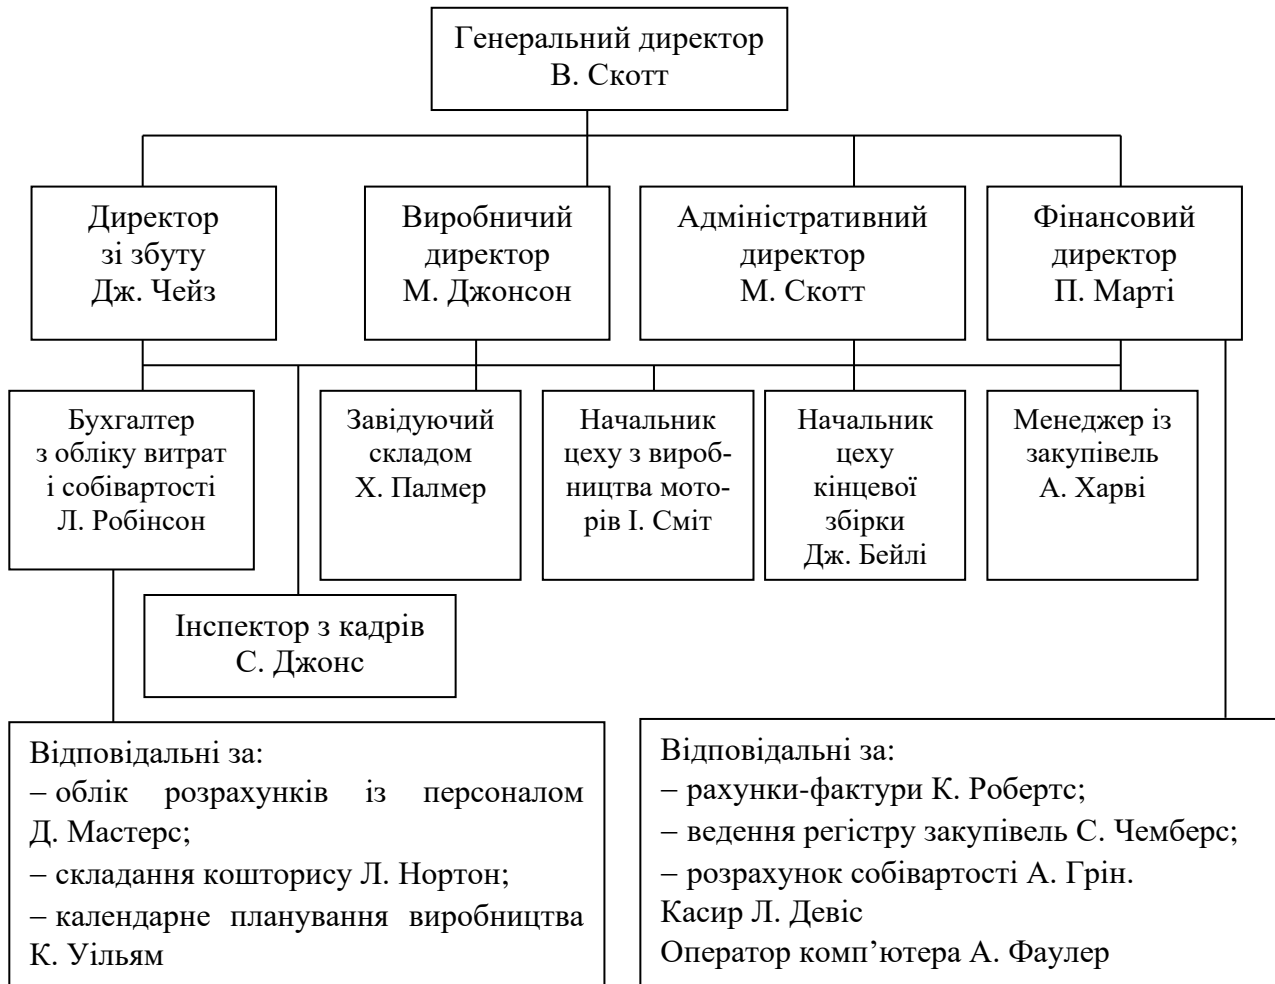 Генеральний директор
В. Скотт
Директор
зі збуту
Дж. Чейз
Виробничий
директор
М. Джонсон
Адміністративний
директор
М. Скотт
Фінансовий
директор
П. Марті
Бухгалтер
з обліку витрат
і собівартості
Л. Робінсон
Завідуючий
складом
Х. Палмер
Начальник
цеху з вироб-
ництва мото-
рів І. Сміт
Начальник
цеху
кінцевої
збірки
Дж. Бейлі
Менеджер із
закупівель
А. Харві
Інспектор з кадрів
С. Джонс
Відповідальні за:
– облік розрахунків із персоналом
Д. Мастерс;
– складання кошторису Л. Нортон;
– календарне планування виробництва
К. Уільям
Відповідальні за:
– рахунки-фактури К. Робертс;
– ведення регістру закупівель С. Чемберс;
– розрахунок собівартості А. Грін.
Касир Л. Девіс
Оператор комп’ютера А. Фаулер